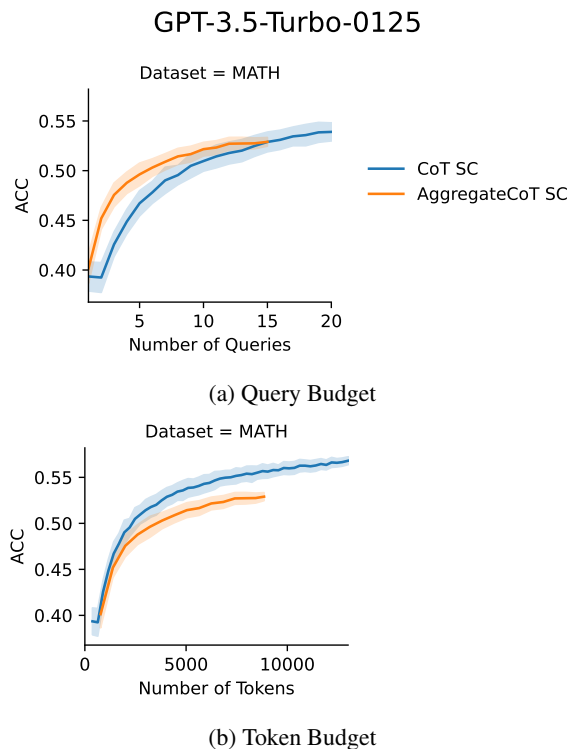 GPT-3.5-Turbo-0125
Dataset = MATH
ACC
0.55
0.50
0.45
0.40
5 10 15 20
Number of Queries
CoT SC
AggregateCoT SC
(a) Query Budget
Dataset = MATH
ACC
0.55
0.50
0.45
0.40
0 5000 10000
Number of Tokens
(b) Token Budget